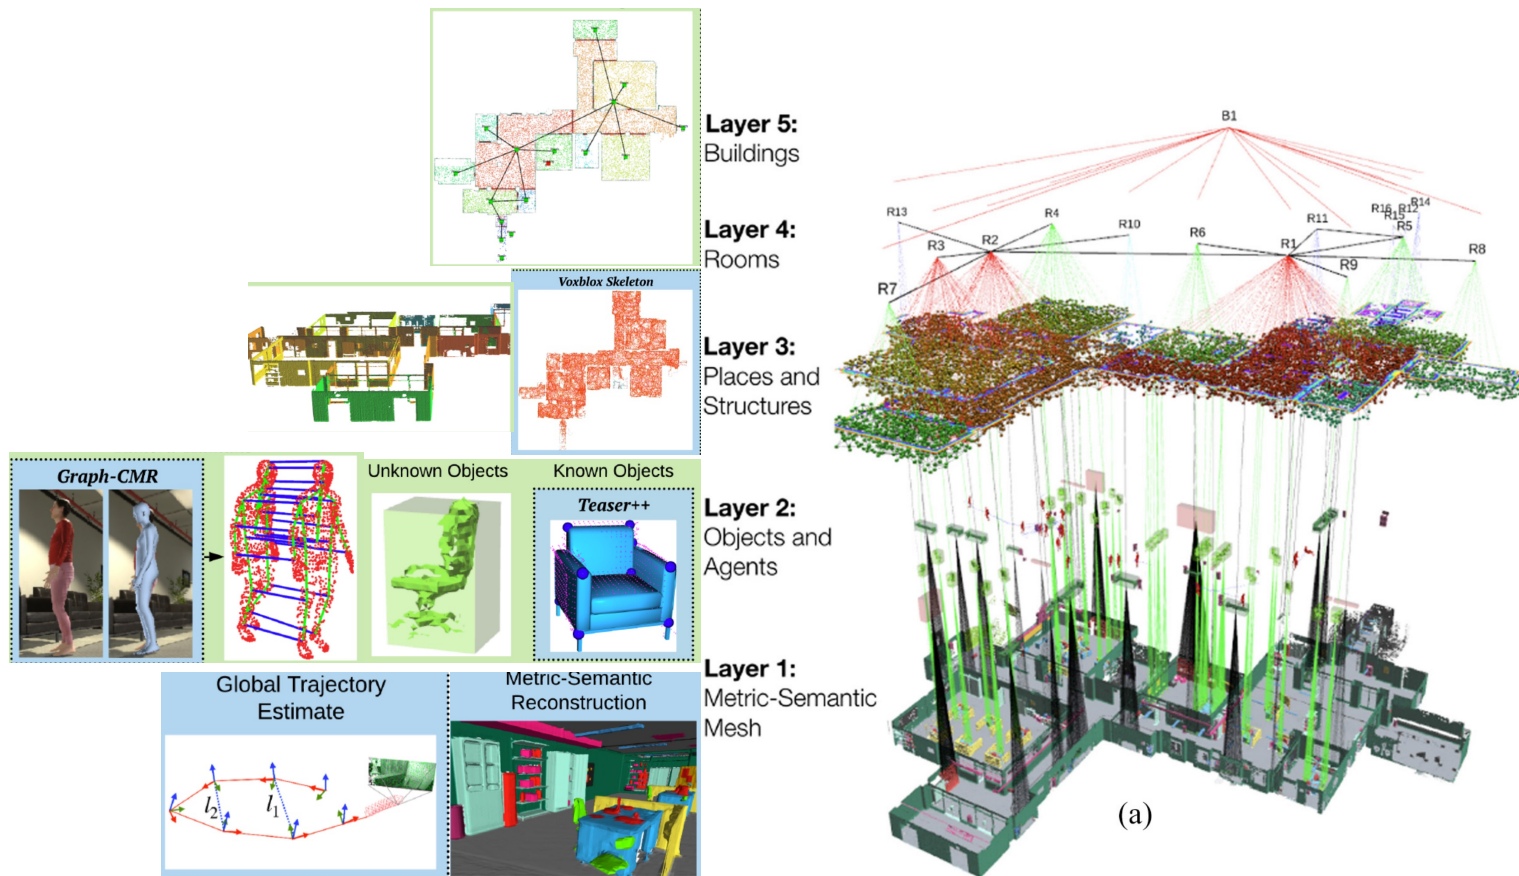 Layer 5:
Buildings
Layer 4:
Rooms
Voxblox Skeleton
Layer 3:
Places and
Structures
Graph-CMR
Unknown Objects
Known Objects
Teaser++
Layer 2:
Objects and
Agents
Layer 1:
Metric-Semantic
Mesh
Global Trajectory
Estimate
Metric-Semantic
Reconstruction
l2
l1
B1
R13
R4
R10
R11
R16
R12
R14
R15
R5
R3
R2
R6
R1
R9
R8
R7
(a)